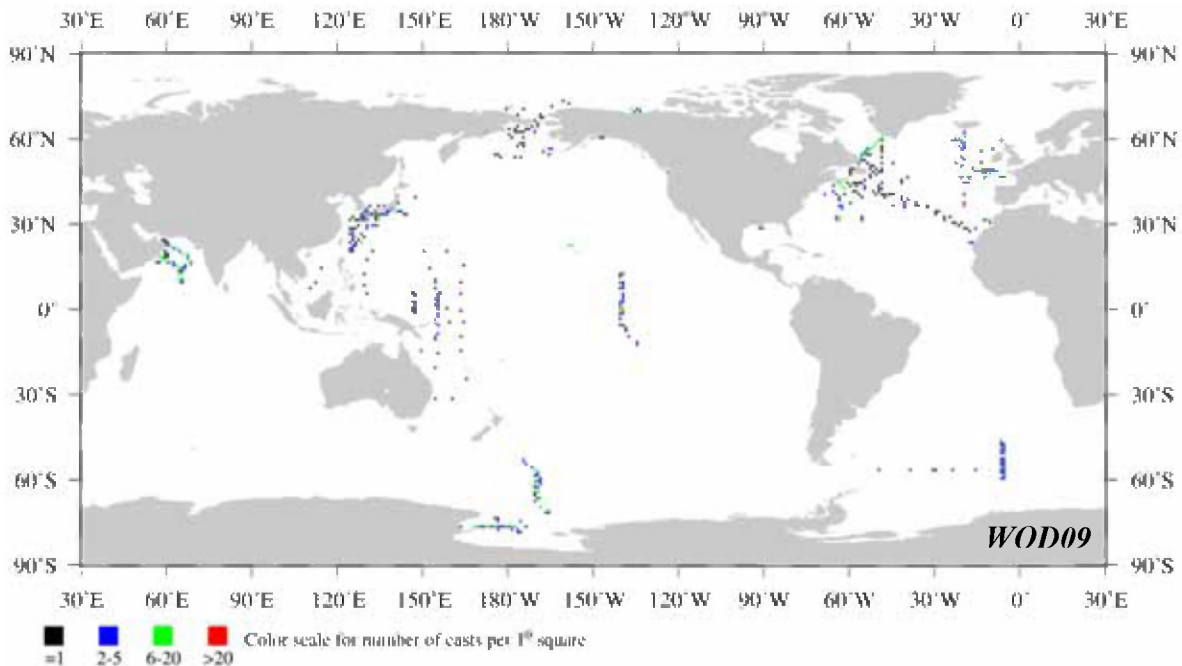 30˚E 60˚E 90˚E 120˚E 150˚E 180˚W 150˚W 120˚W 90˚W 60˚W 30˚W 0˚ 30˚E
90˚N 90˚N
60˚N 60˚N
30˚N 30˚N
0˚ 0˚
30˚S 30˚S
60˚S 60˚S
WOD09
90˚S 90˚S
30˚E 60˚E 90˚E 120˚E 150˚E 180˚W 150˚W 120˚W 90˚W 60˚W 30˚W 0˚ 30˚E
Color scale for number of casts per 1⁰ square
=1 2-5 6-20 >20